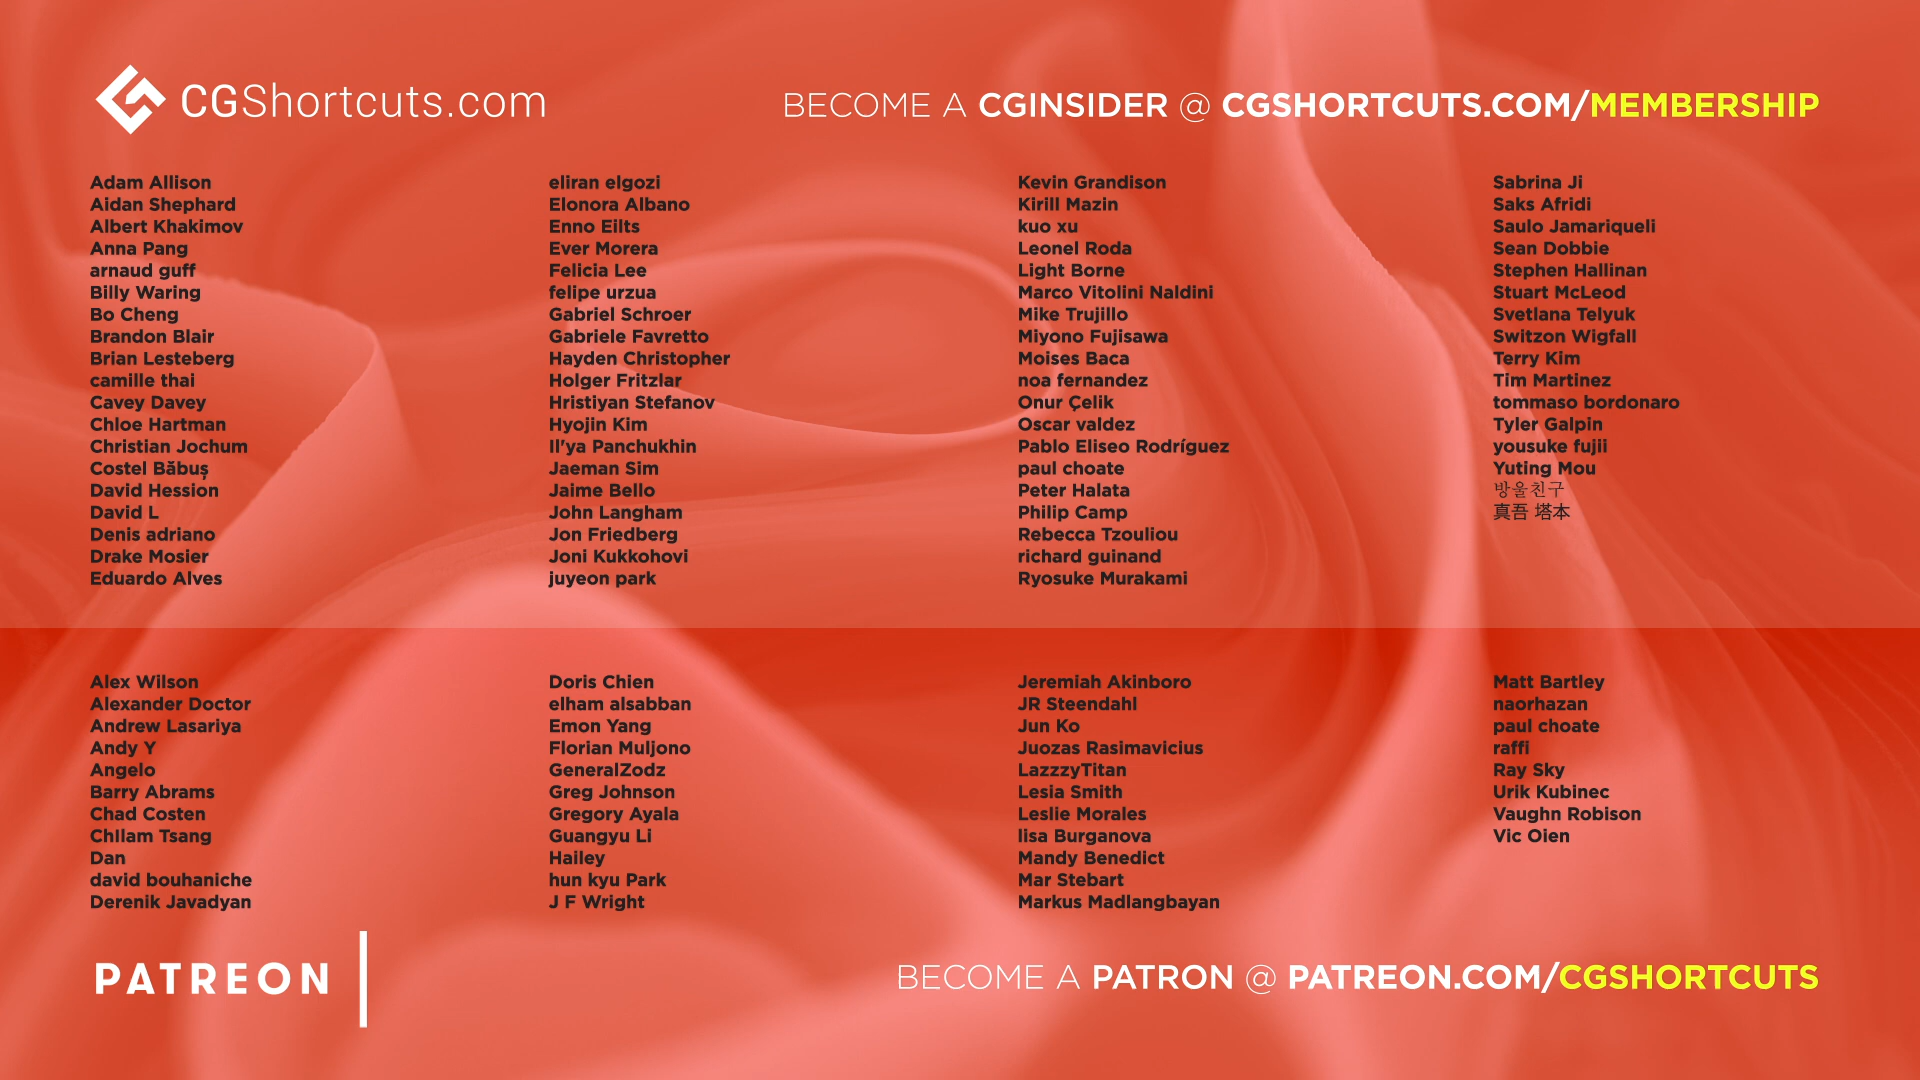 CGShortcuts.com
BECOME A CGINSIDER @ CGSHORTCUTS.COM/MEMBERSHIP
Adam Allison
Aidan Shephard
Albert Khakimov
Anna Pang
arnaud guff
Billy Waring
Bo Cheng
Brandon Blair
Brian Lesteberg
camille thai
Cavey Davey
Chloe Hartman
Christian Jochum
Costel Băbuș
David Hession
David L
Denis adriano
Drake Mosier
Eduardo Alves
eliran elgozi
Elonora Albano
Enno Eilts
Ever Morera
Felicia Lee
felipe urzua
Gabriel Schroer
Gabriele Favretto
Hayden Christopher
Holger Fritzlar
Hristiyan Stefanov
Hyojin Kim
Il'ya Panchukhin
Jaeman Sim
Jaime Bello
John Langham
Jon Friedberg
Joni Kukkohovi
juyeon park
Kevin Grandison
Kirill Mazin
kuo xu
Leonel Roda
Light Borne
Marco Vitolini Naldini
Mike Trujillo
Miyono Fujisawa
Moises Baca
noa fernandez
Onur Çelik
Oscar valdez
Pablo Eliseo Rodríguez
paul choate
Peter Halata
Philip Camp
Rebecca Tzouliou
richard guinand
Ryosuke Murakami
Sabrina Ji
Saks Afridi
Saulo Jamariqueli
Sean Dobbie
Stephen Hallinan
Stuart McLeod
Svetlana Telyuk
Switzon Wigfall
Terry Kim
Tim Martinez
tommaso bordonaro
Tyler Galpin
yousuke fujii
Yuting Mou
방울친구
真吾 塔本
Alex Wilson
Alexander Doctor
Andrew Lasariya
Andy Y
Angelo
Barry Abrams
Chad Costen
ChIlam Tsang
Dan
david bouhaniche
Derenik Javadyan
Doris Chien
elham alsabban
Emon Yang
Florian Muljono
GeneralZodz
Greg Johnson
Gregory Ayala
Guangyu Li
Hailey
hun kyu Park
J F Wright
Jeremiah Akinboro
JR Steendahl
Jun Ko
Juozas Rasimavicius
LazzzyTitan
Lesia Smith
Leslie Morales
lisa Burganova
Mandy Benedict
Mar Stebart
Markus Madlangbayan
Matt Bartley
naorhazan
paul choate
raffi
Ray Sky
Urik Kubinec
Vaughn Robison
Vic Oien
PATREON
BECOME A PATRON @ PATREON.COM/CGSHORTCUTS